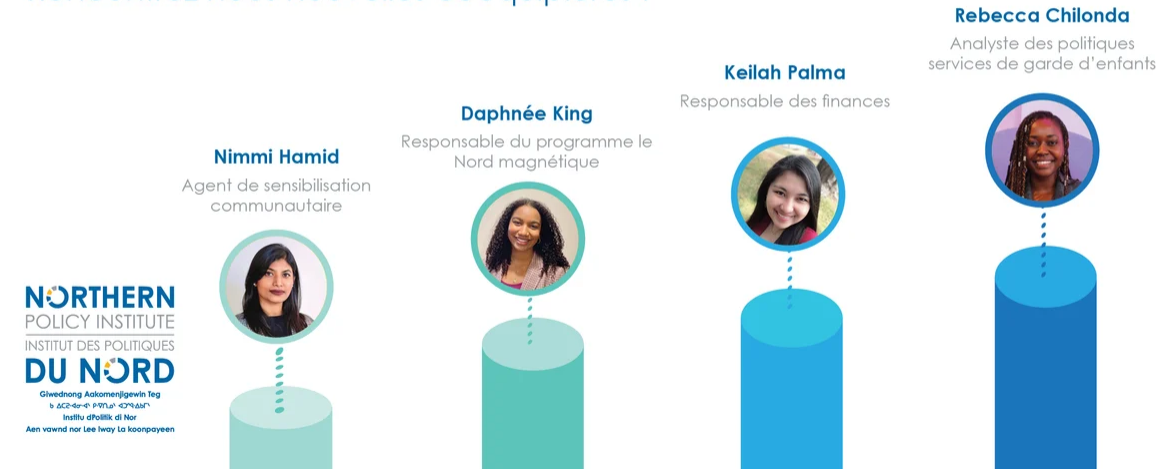 Rebecca Chilonda
Analyste des politiques
services de garde d'enfants
Keilah Palma
Responsable des finances
Daphnée King
Responsable du programme le
Nord magnétique
Nimmi Hamid
Agent de sensibilisation
communautaire
NORTHERN
POLICY INSTITUTE
INSTITUT DES POLITIQUES
DU NORD
Giwednong Aakomenjigewin Teg
Institu dPolitik di Nor
Aen vawnd nor Lee Iway La koonpayeen